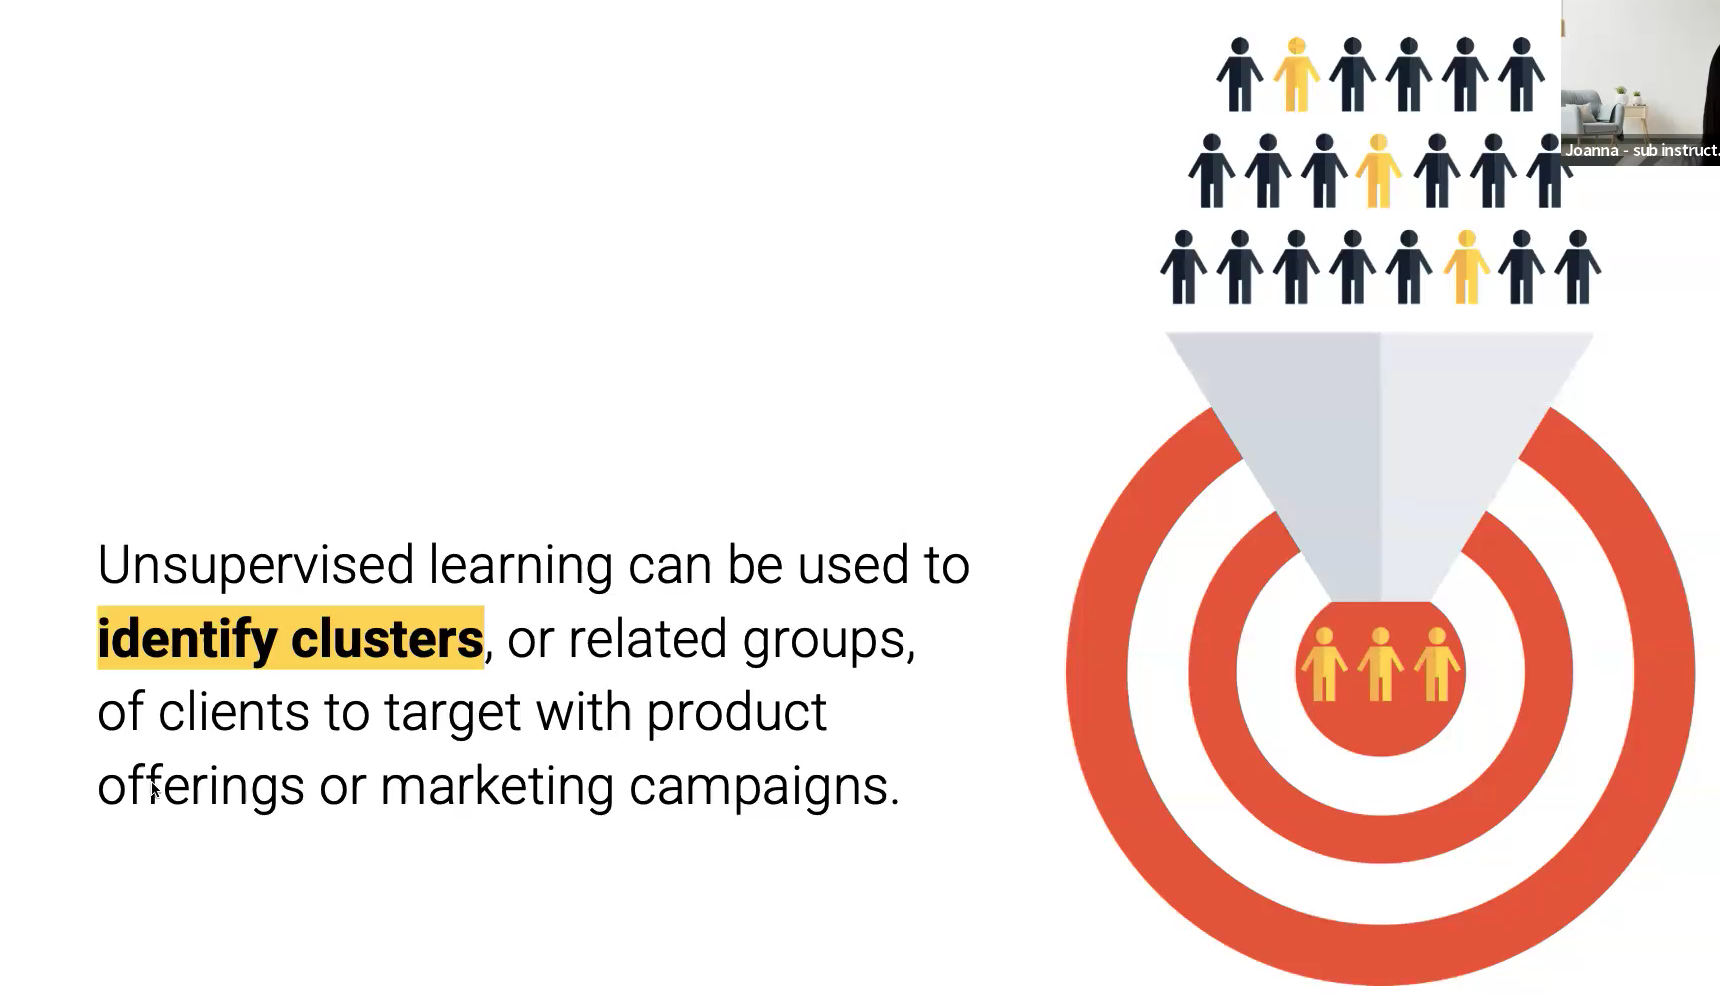 Joanna - sub instruct.
Unsupervised learning can be used to
identify clusters, or related groups,
of clients to target with product
offerings or marketing campaigns.